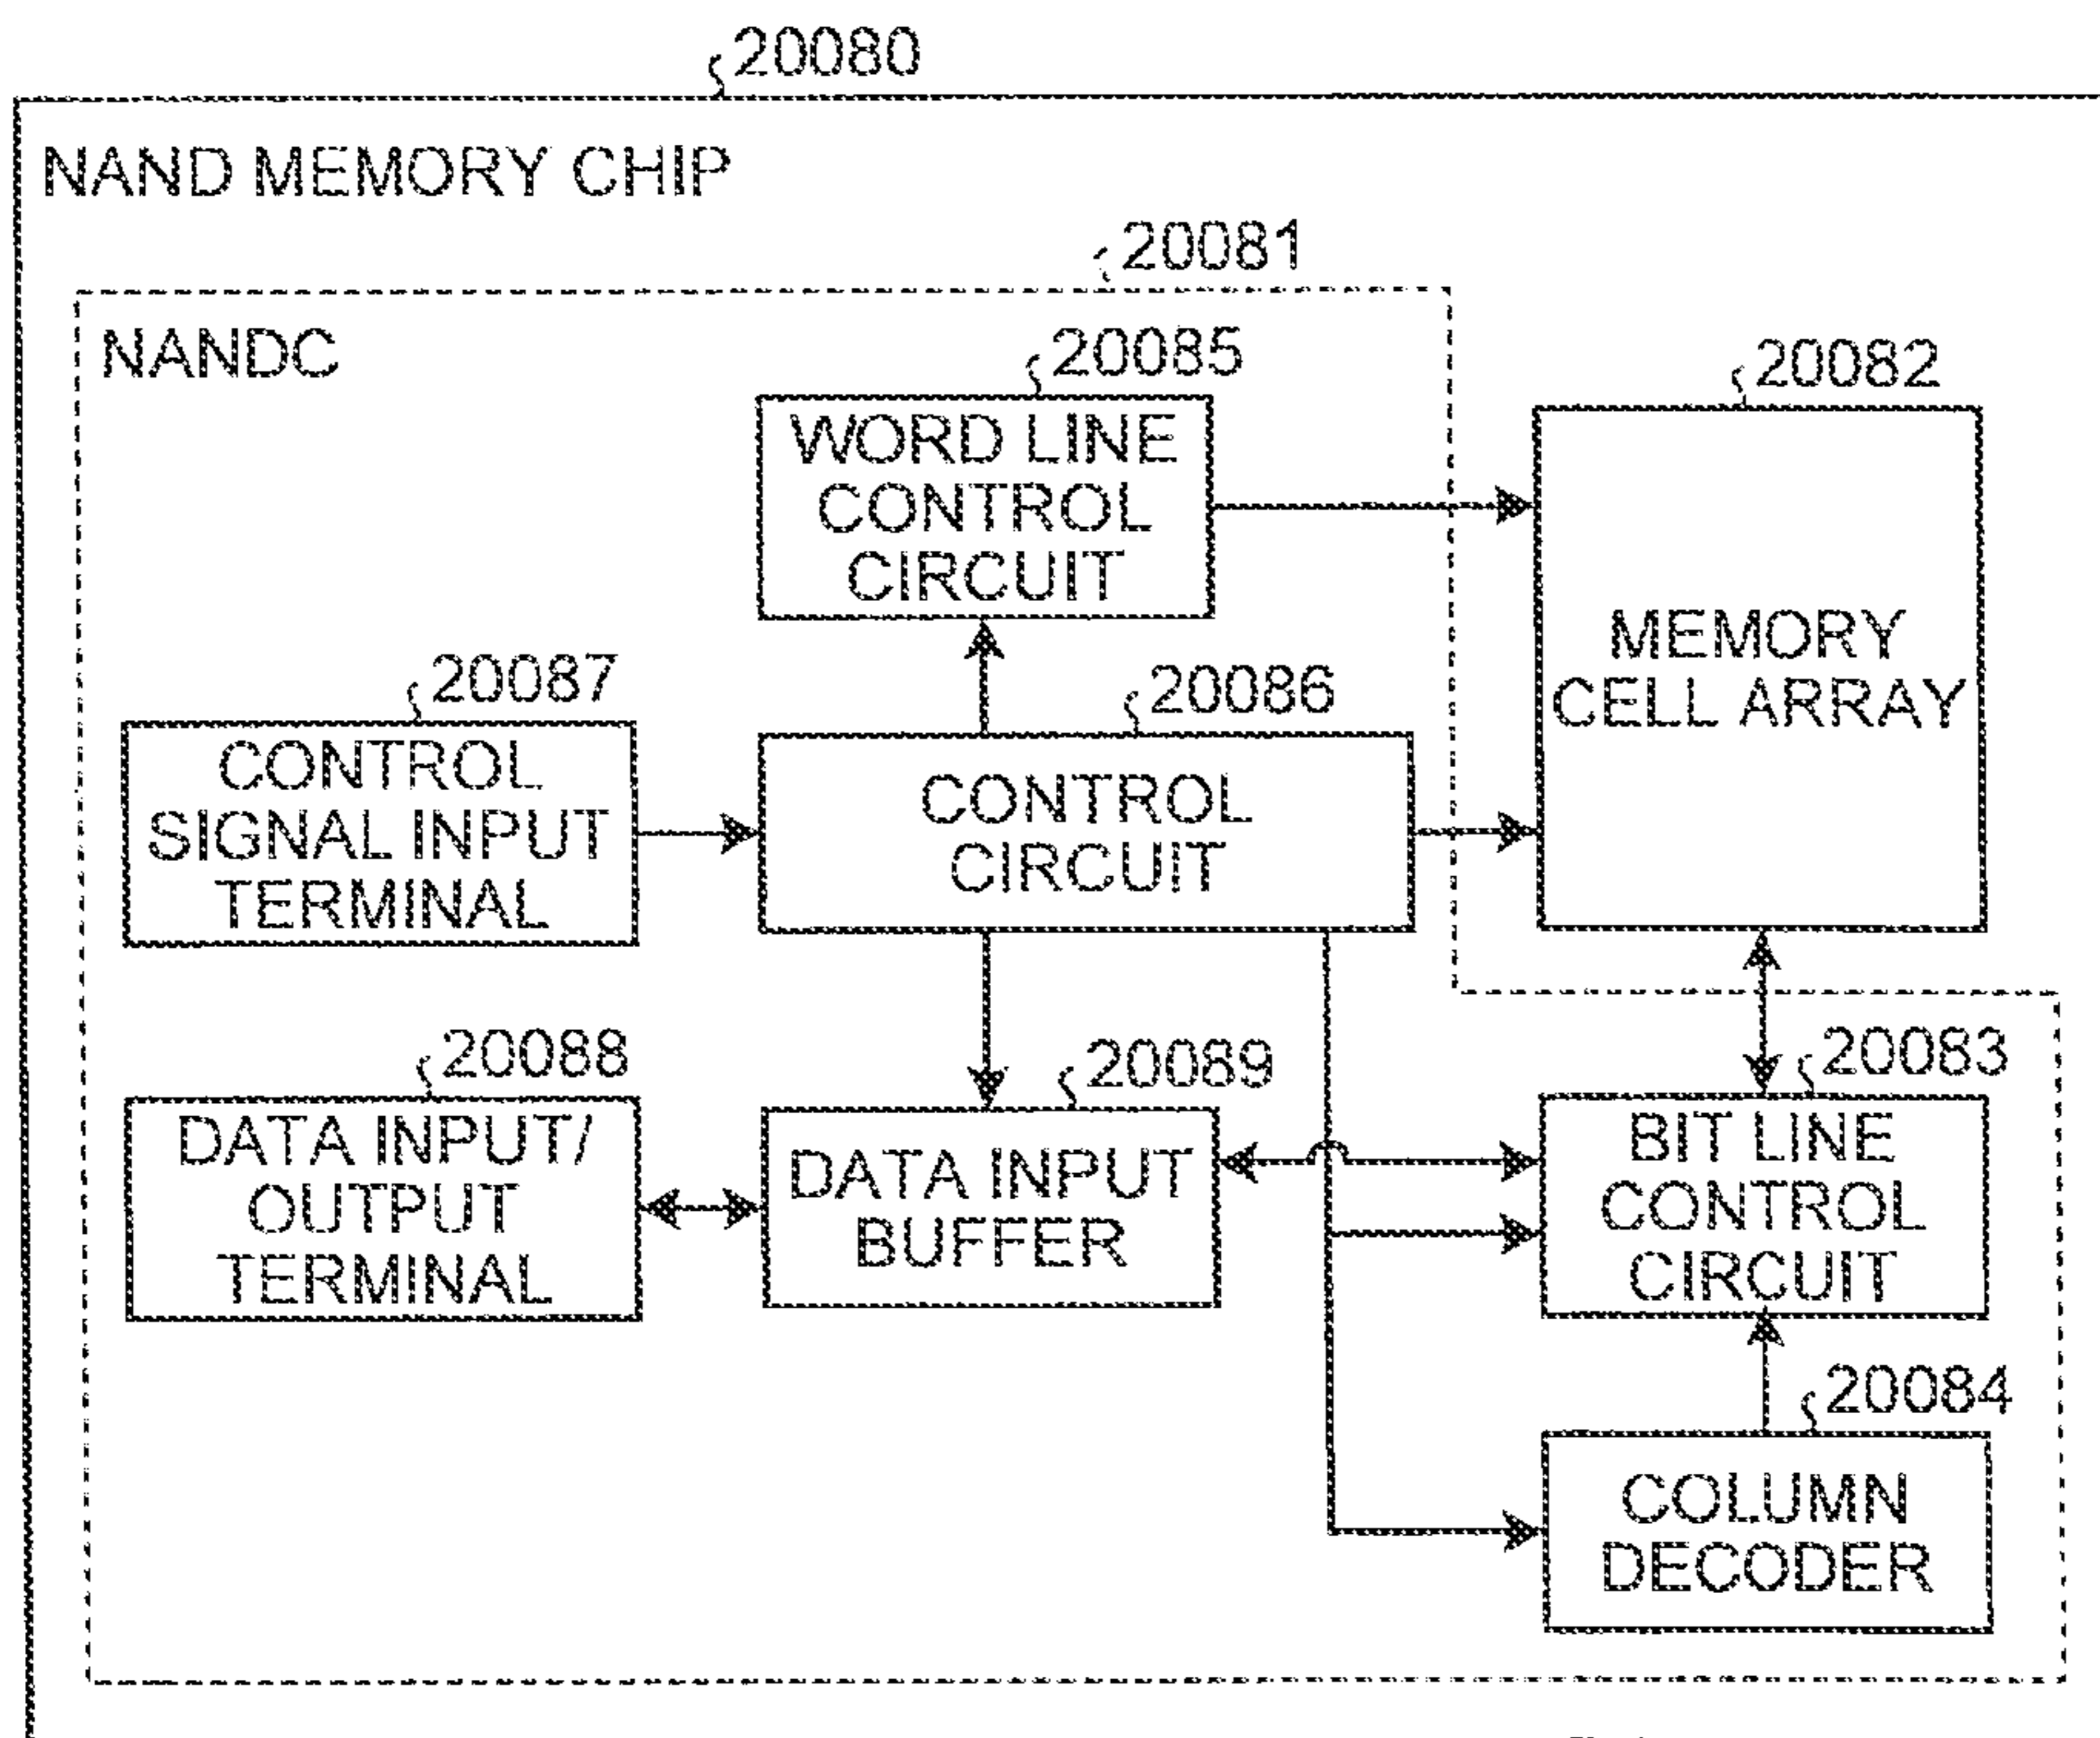 20080
NAND MEMORY CHIP
20081
NANDC
20085
WORD LINE
CONTROL
CIRCUIT
20082
MEMORY
CELL ARRAY
20087
CONTROL
SIGNAL INPUT
TERMINAL
20086
CONTROL
CIRCUIT
20088
DATA INPUT/
OUTPUT
TERMINAL
20089
DATA INPUT
BUFFER
20083
BIT LINE
CONTROL
CIRCUIT
20084
COLUMN
DECODER